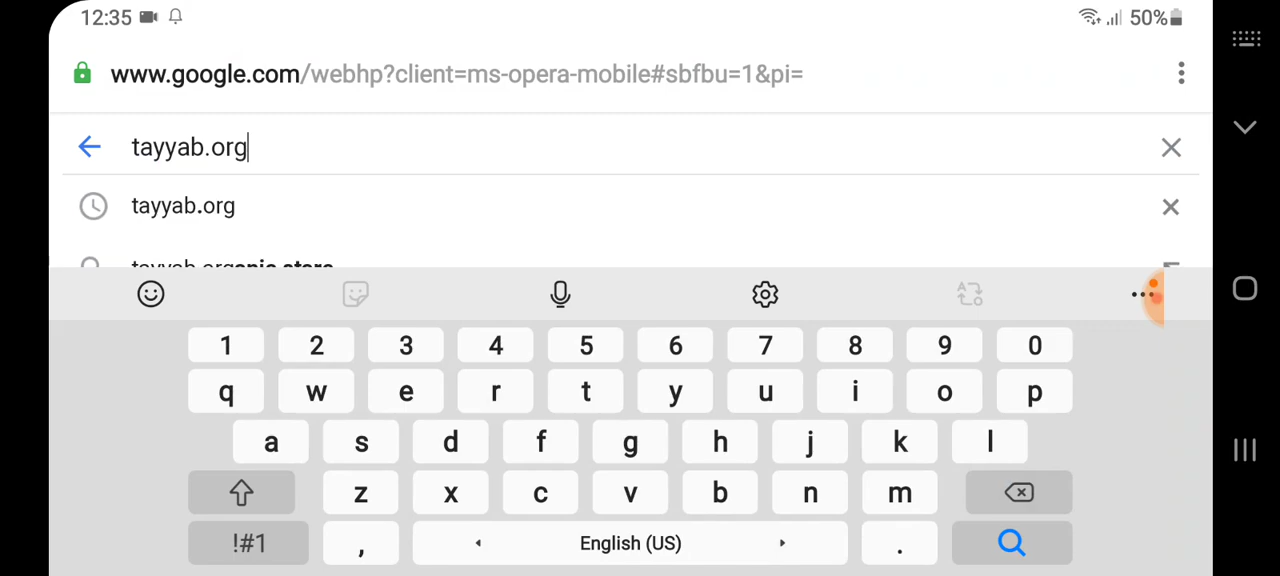 12:35 50%
www.google.com/webhp?client=ms-opera-mobile#sbfbu=1&pi=
tayyab.org
tayyab.org
tayyab.organic store
1 2 3 4 5 6 7 8 9 0
q w e r t y u i o p
a s d f g h j k l
z x c v b n m
!#1 , English (US) .